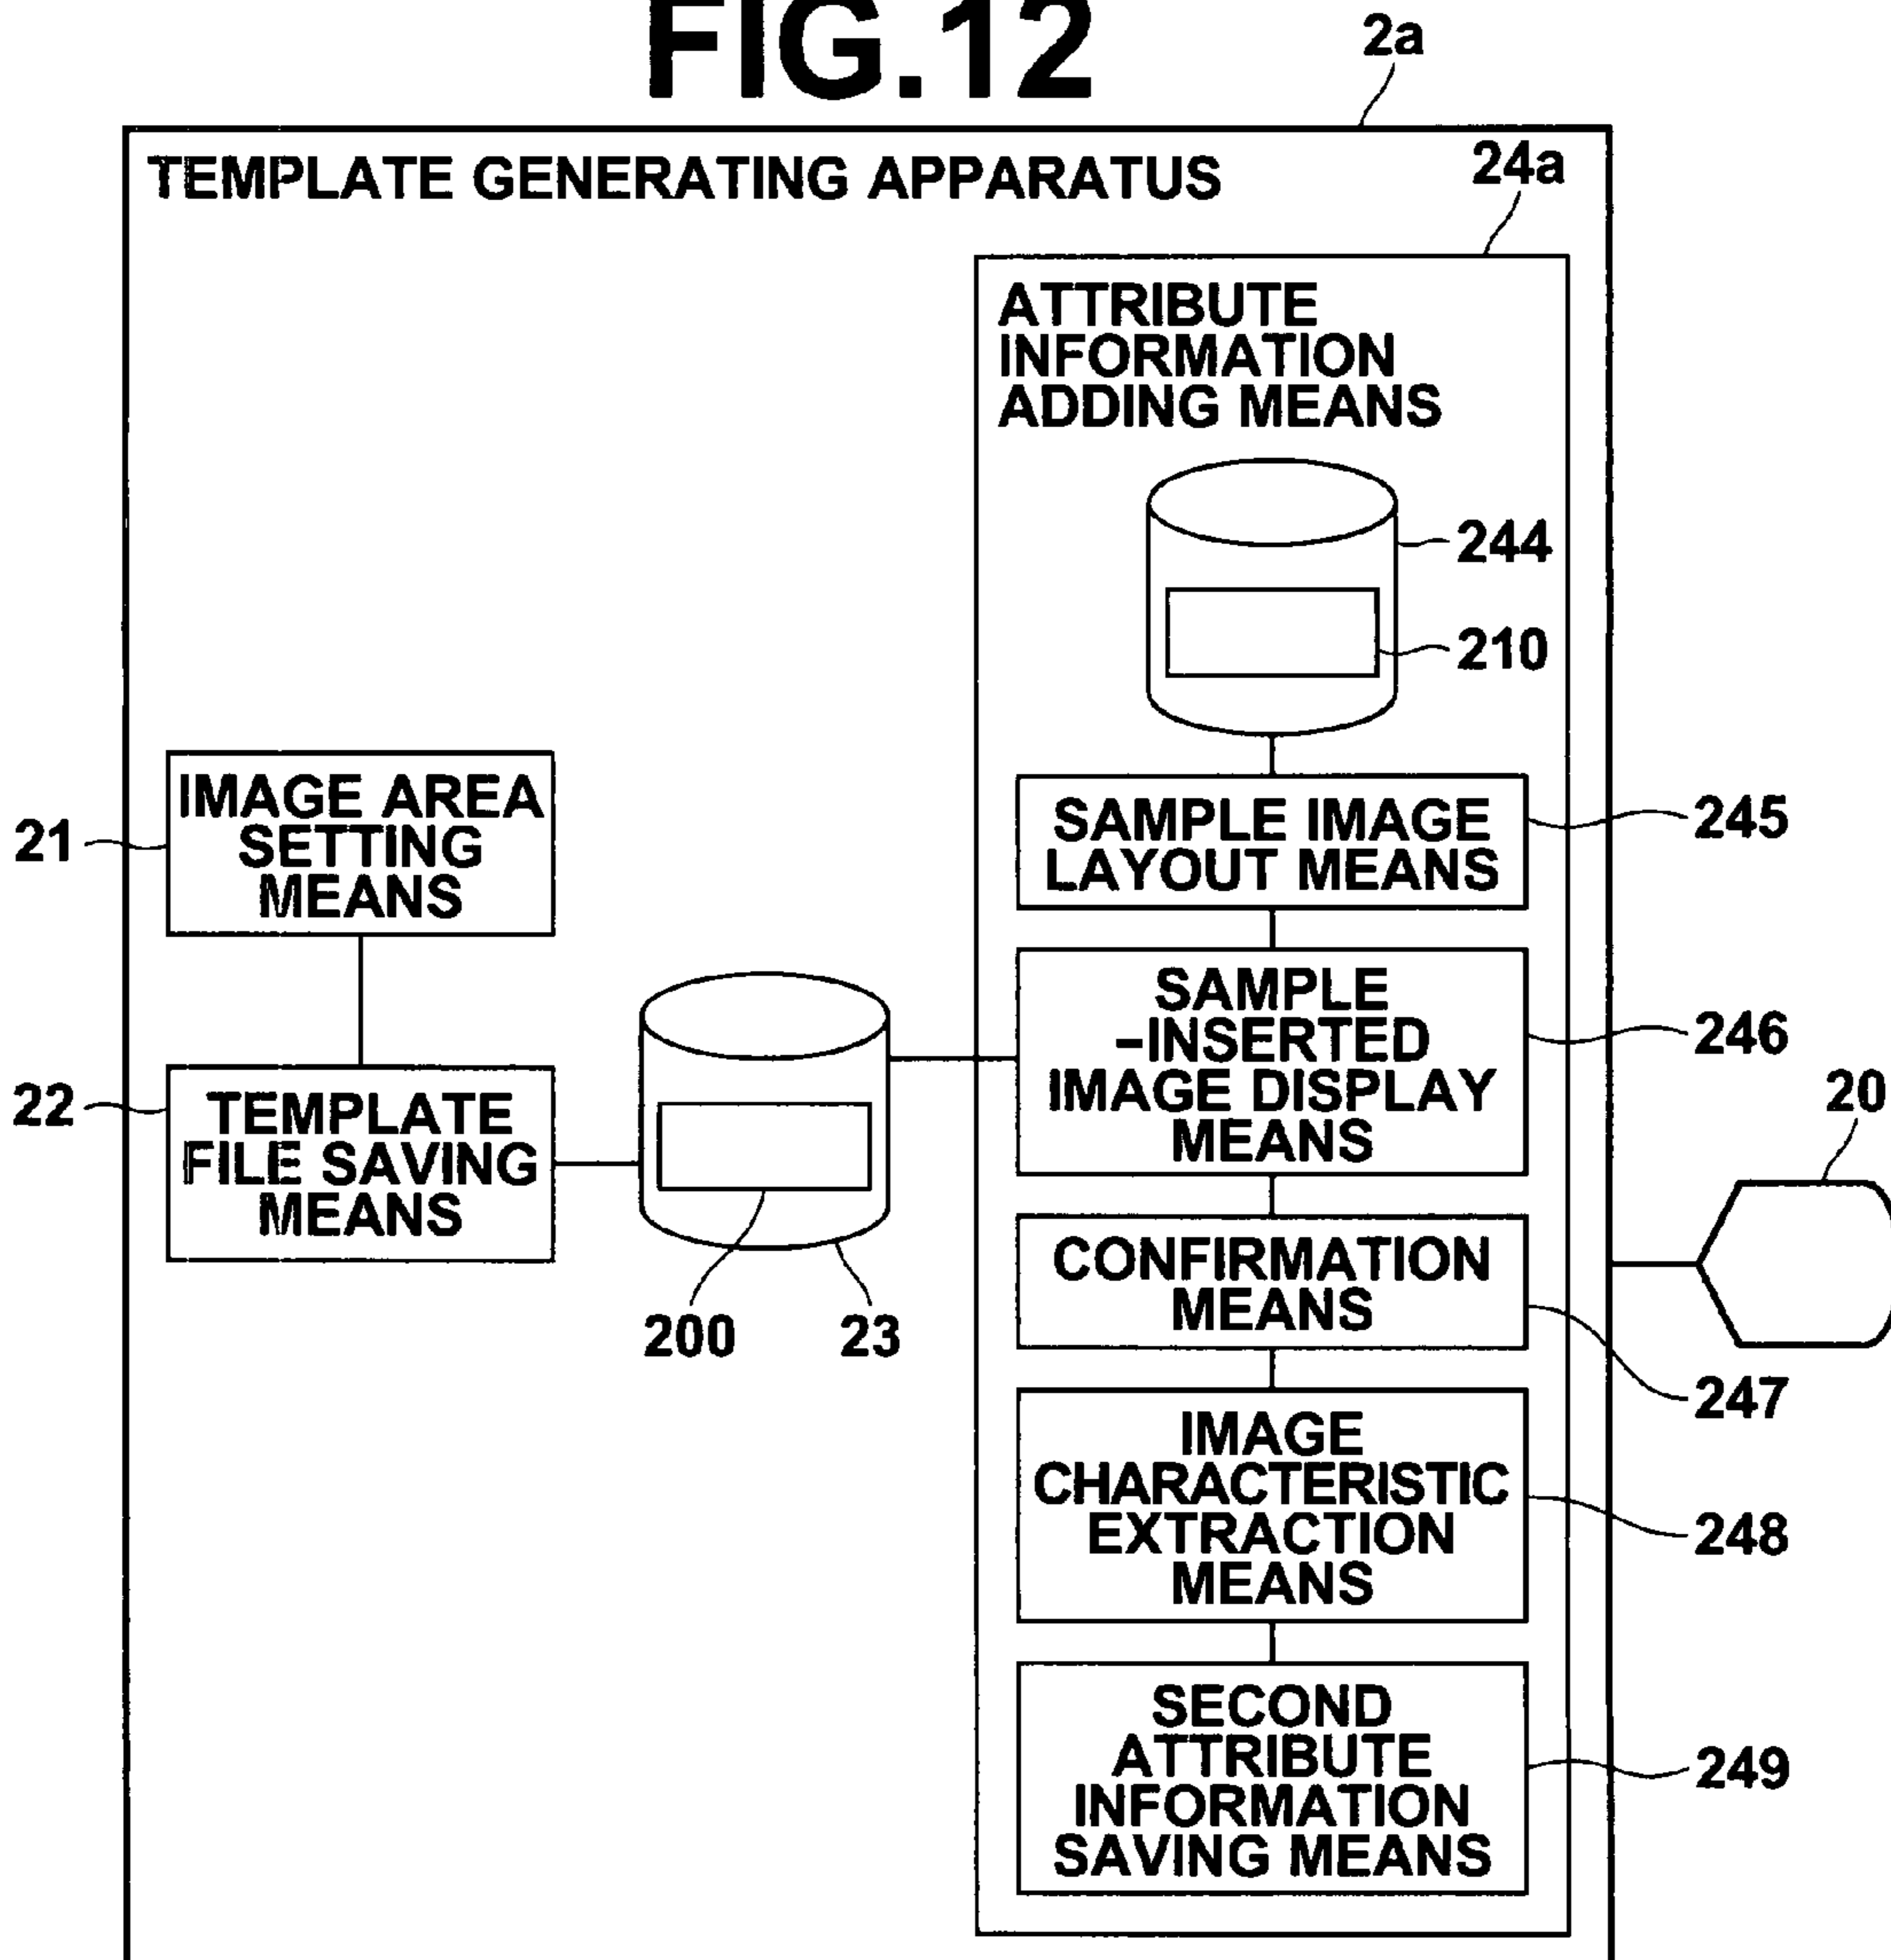 FIG.12
2a
TEMPLATE GENERATING APPARATUS
24a
ATTRIBUTE
INFORMATION
ADDING MEANS
244
210
IMAGE AREA
SETTING
MEANS
21
SAMPLE IMAGE
LAYOUT MEANS
245
SAMPLE
-INSERTED
IMAGE DISPLAY
MEANS
246
22
TEMPLATE
FILE SAVING
MEANS
20
200
23
CONFIRMATION
MEANS
247
IMAGE
CHARACTERISTIC
EXTRACTION
MEANS
248
SECOND
ATTRIBUTE
INFORMATION
SAVING MEANS
249